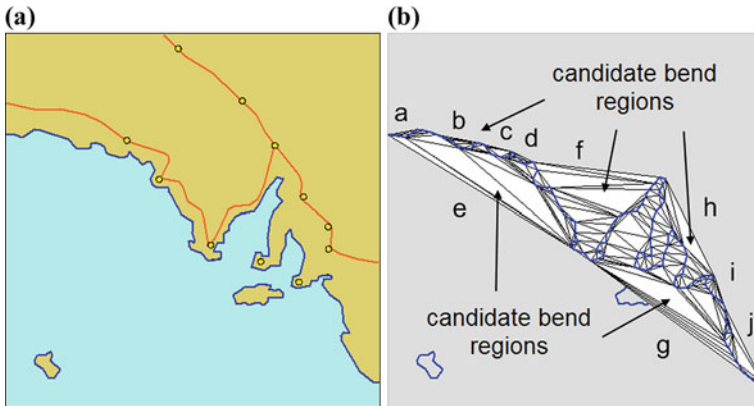 (a)
(b)
candidate bend
regions
a
b
c
d
f
e
h
i
candidate bend
regions
g
j